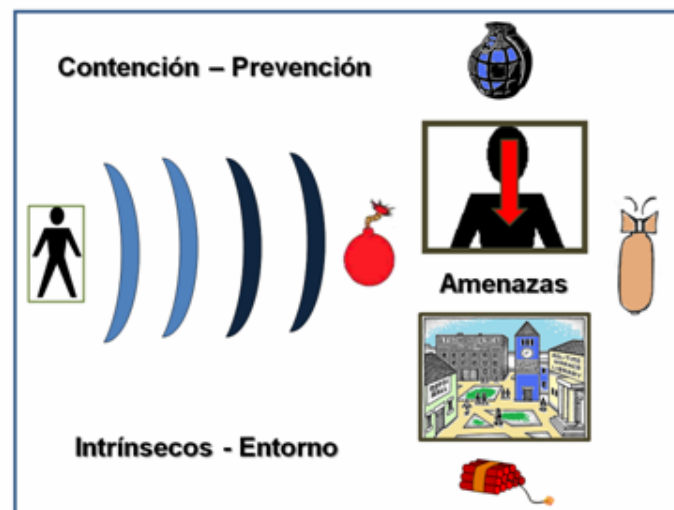 Contención – Prevención
Amenazas
Intrínsecos - Entorno